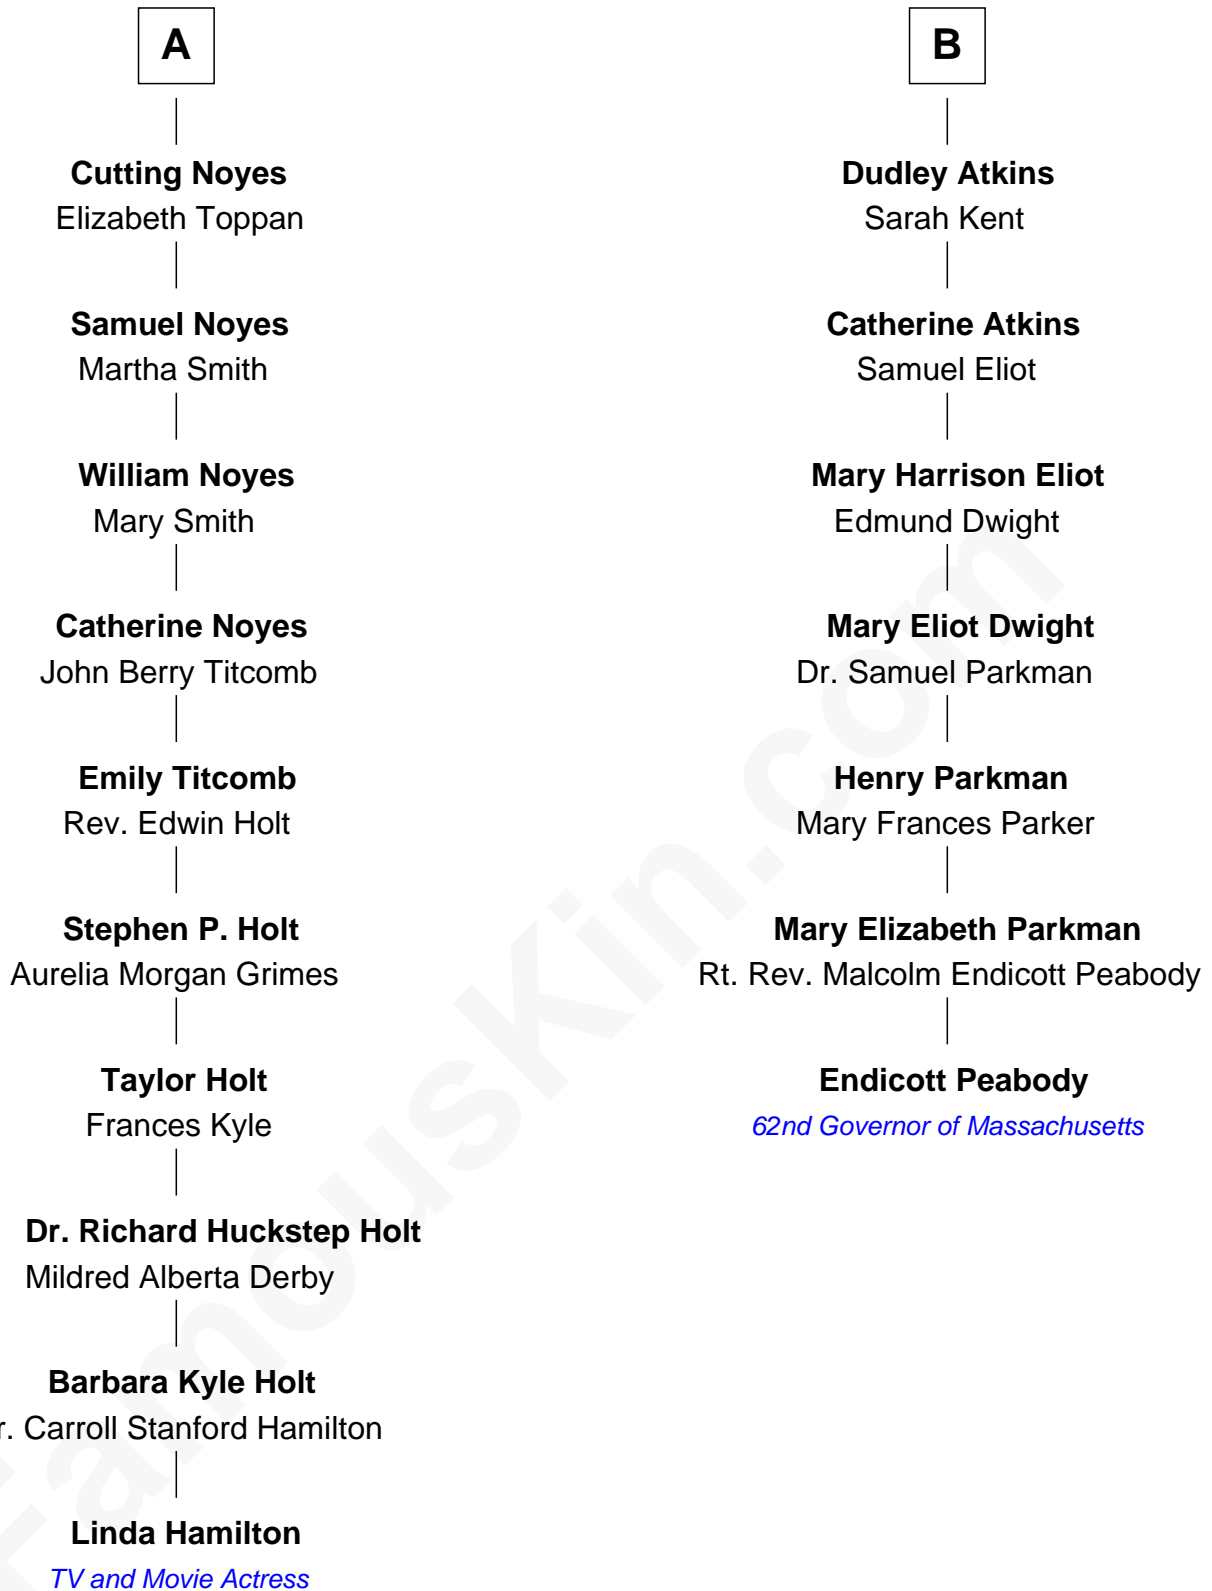 A
Cutting Noyes
Elizabeth Toppan
Samuel Noyes
Martha Smith
William Noyes
Mary Smith
Catherine Noyes
John Berry Titcomb
Emily Titcomb
Rev. Edwin Holt
Stephen P. Holt
Aurelia Morgan Grimes
Taylor Holt
Frances Kyle
Dr. Richard Huckstep Holt
Mildred Alberta Derby
Barbara Kyle Holt
r. Carroll Stanford Hamilton
Linda Hamilton
TV and Movie Actress
B
Dudley Atkins
Sarah Kent
Catherine Atkins
Samuel Eliot
Mary Harrison Eliot
Edmund Dwight
Mary Eliot Dwight
Dr. Samuel Parkman
Henry Parkman
Mary Frances Parker
Mary Elizabeth Parkman
Rt. Rev. Malcolm Endicott Peabody
Endicott Peabody
62nd Governor of Massachusetts
FamousKin.com